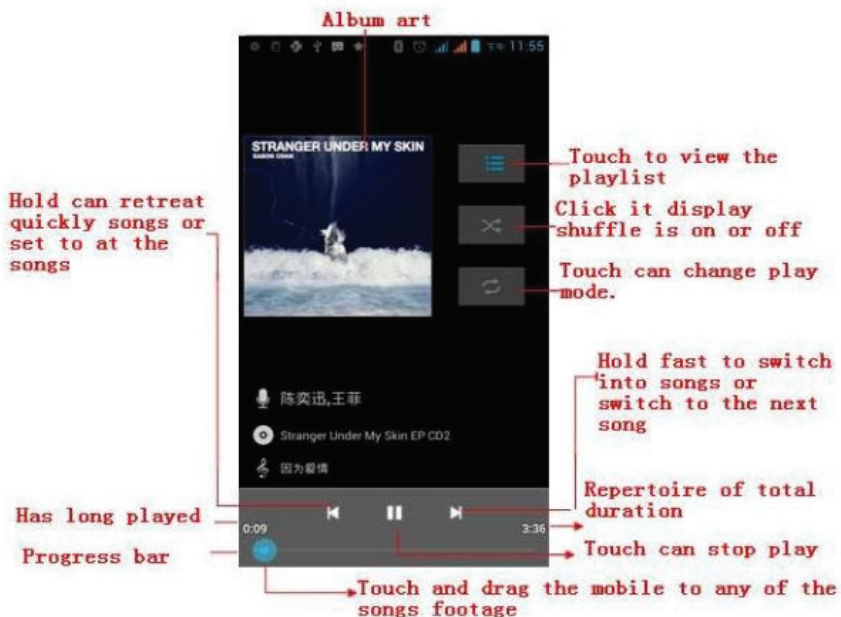 Album art
11:55
STRANGER UNDER MY SKIN
EASON CHAN
Touch to view the
playlist
Hold can retreat
quickly songs or
set to at the
songs
Click it display
shuffle is on or off
Touch can change play
mode.
Hold fast to switch
into songs or
switch to the next
song
陈奕迅,王菲
Stranger Under My Skin EP CD2
因为爱情
Repertoire of total
duration
Has long played
0:09
3:36
Progress bar
Touch can stop play
Touch and drag the mobile to any of the
songs footage